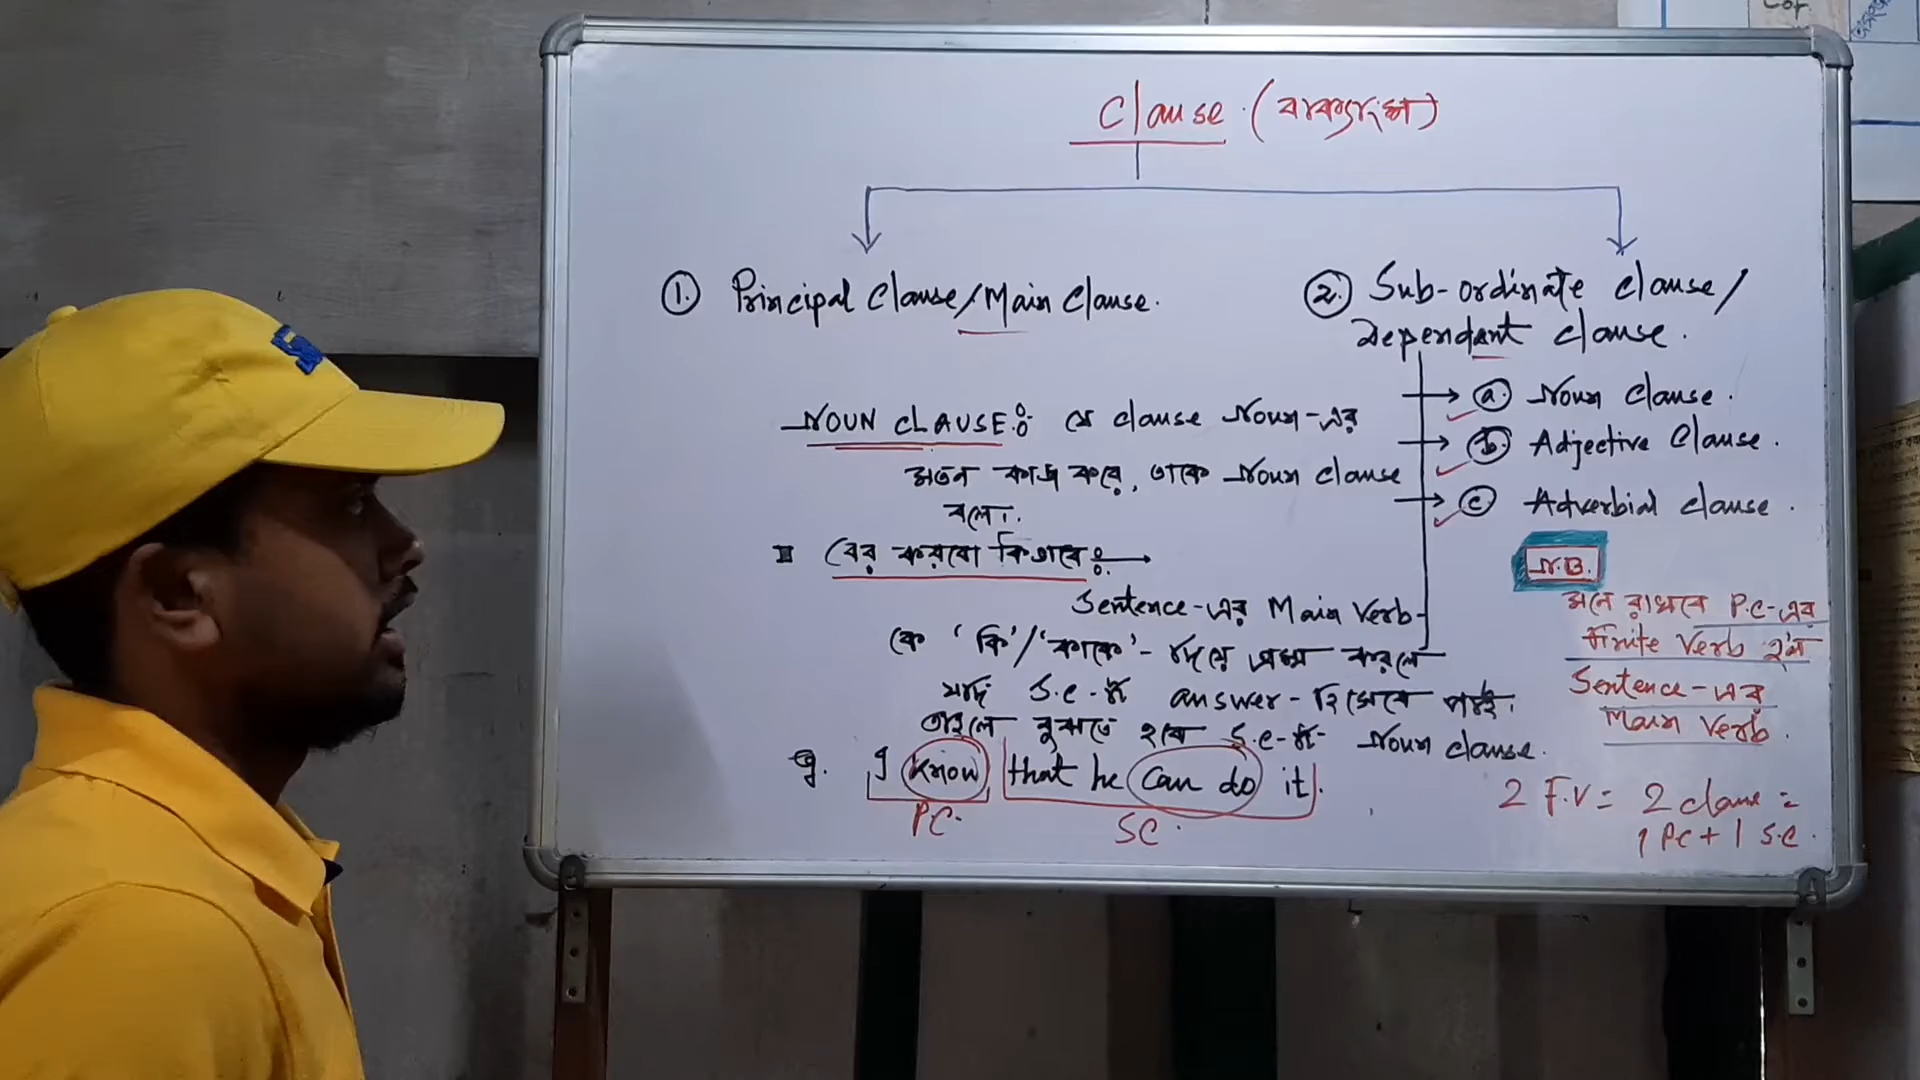 Clause (বাক্যাংশ)
① Principal Clause/Main Clause.
② Sub-ordinate Clause/
Dependant Clause.
ⓐ Noun Clause.
ⓑ Adjective Clause.
ⓒ Adverbial Clause.
NOUN CLAUSE: যে clause Noun-এর
মতন কাজ করে, তাকে Noun Clause
বলে।
বের করবো কিভাবে:
Sentence-এর Main Verb-
কে 'কি'/'কাকে'- দিয়ে প্রশ্ন করলে
যদি S.C-টি answer-হিসেবে পাই।
তাহলে বুঝতে হবে S.C-টি Noun Clause.
eg. I know that he can do it.
PC. SC.
N.B.
মনে রাখবে P.C-এর
Finite Verb হল
Sentence-এর
Main Verb.
2 F.V = 2 clause =
1 PC + 1 S.C.
Cor